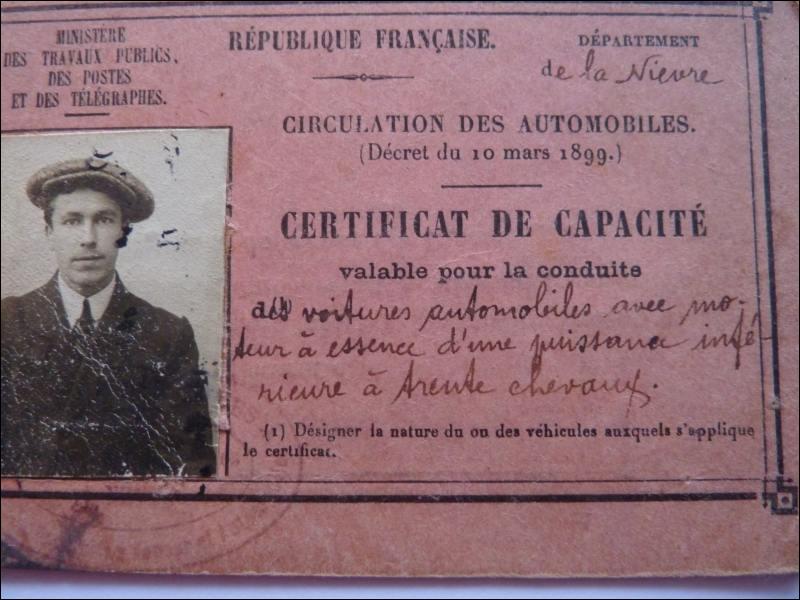 MINISTÈRE
DES TRAVAUX PUBLICS,
DES POSTES
ET DES TÉLÉGRAPHES.
RÉPUBLIQUE FRANÇAISE.
DÉPARTEMENT
de la Nièvre
CIRCULATION DES AUTOMOBILES.
(Décret du 10 mars 1899.)
CERTIFICAT DE CAPACITÉ
valable pour la conduite
des voitures automobiles avec mo-
teur à essence d'une puissance infé
rieure à trente chevaux.
(1) Désigner la nature du ou des véhicules auxquels s'applique
le certificat.